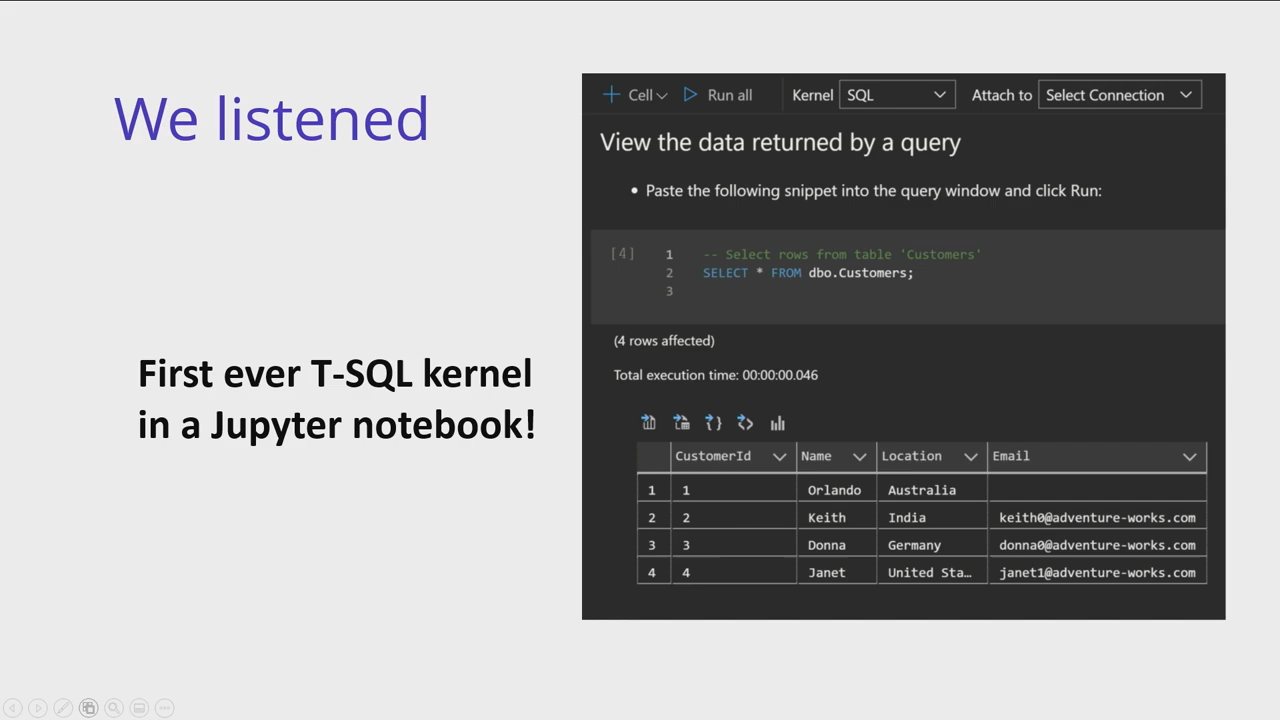 We listened
First ever T-SQL kernel
in a Jupyter notebook!
Cell Run all Kernel SQL Attach to Select Connection
View the data returned by a query
• Paste the following snippet into the query window and click Run:
[4] 1 -- Select rows from table 'Customers'
2 SELECT * FROM dbo.Customers;
3
(4 rows affected)
Total execution time: 00:00:00.046
CustomerId Name Location Email
1 1 Orlando Australia
2 2 Keith India keith0@adventure-works.com
3 3 Donna Germany donna0@adventure-works.com
4 4 Janet United Sta… janet1@adventure-works.com